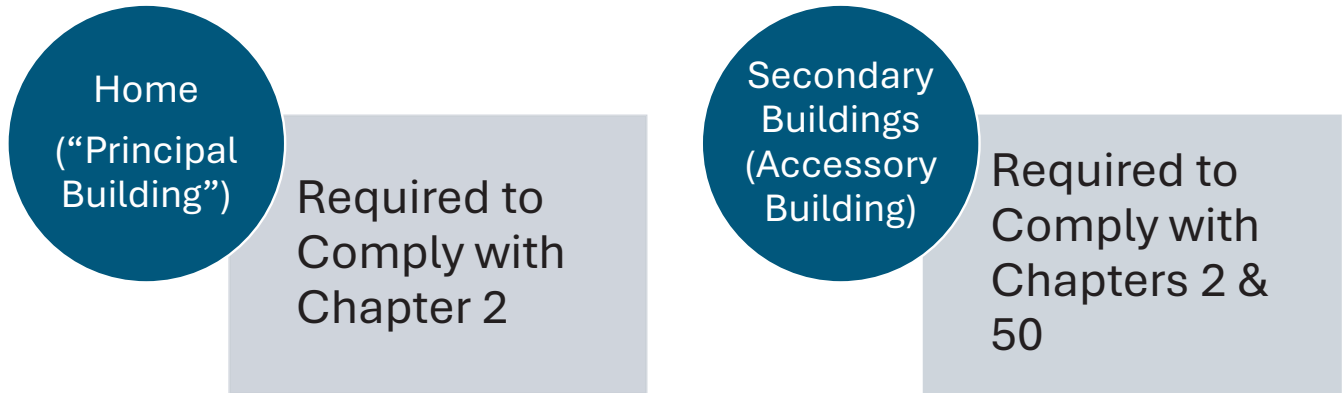 Home
(“Principal
Building”)
Required to
Comply with
Chapter 2
Secondary
Buildings
(Accessory
Building)
Required to
Comply with
Chapters 2 &
50